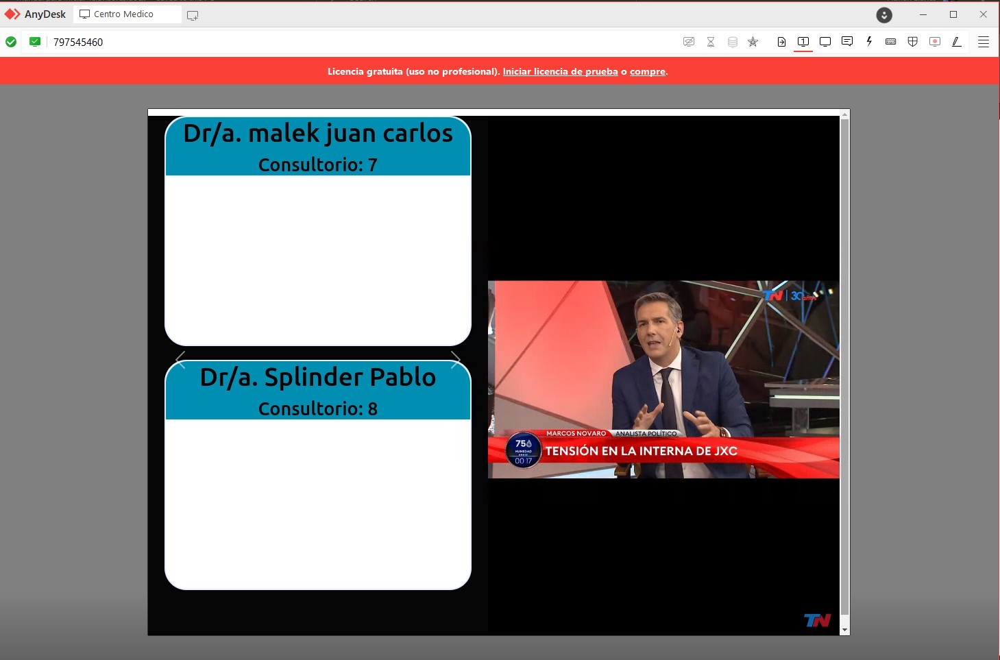 AnyDesk
Centro Medico
797545460
1
Licencia gratuita (uso no profesional). Iniciar licencia de prueba o compre.
Dr/a. malek juan carlos
Consultorio: 7
Dr/a. Splinder Pablo
Consultorio: 8
TN 30 años
MARCOS NOVARO ANALISTA POLÍTICO
75
HUMEDAD
00:17
TENSIÓN EN LA INTERNA DE JXC
TN